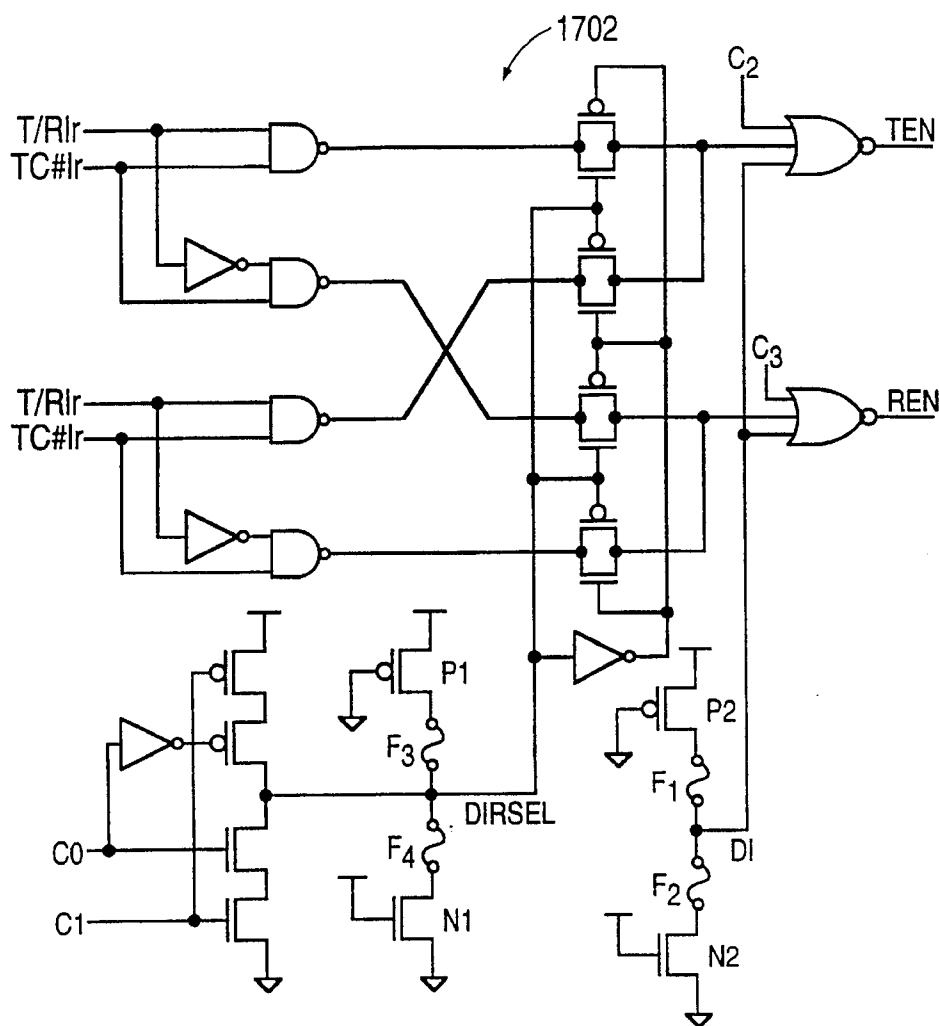 1702
C2
T/RIr
TC#Ir
TEN
C3
T/RIr
TC#Ir
REN
P1
P2
F3
F1
DIRSEL
DI
C0
F4
F2
C1
N1
N2